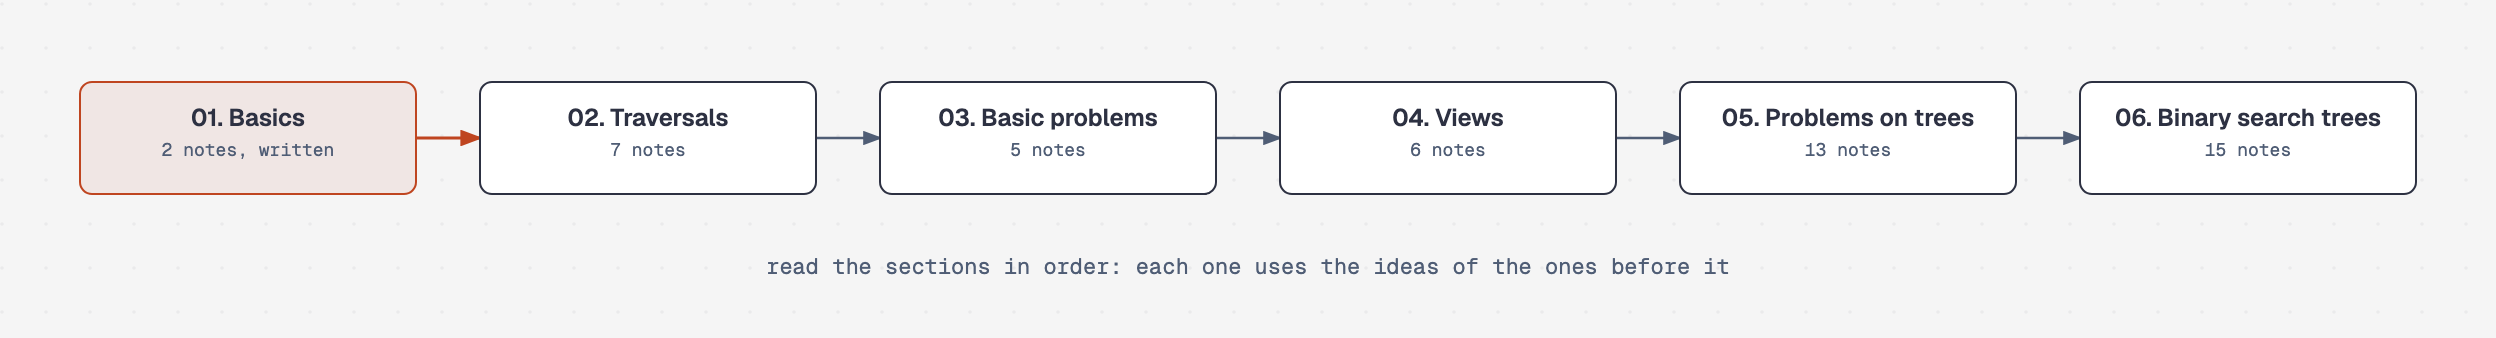 01. Basics
2 notes, written
02. Traversals
7 notes
03. Basic problems
5 notes
04. Views
6 notes
05. Problems on trees
13 notes
06. Binary search trees
15 notes
read the sections in order: each one uses the ideas of the ones before it